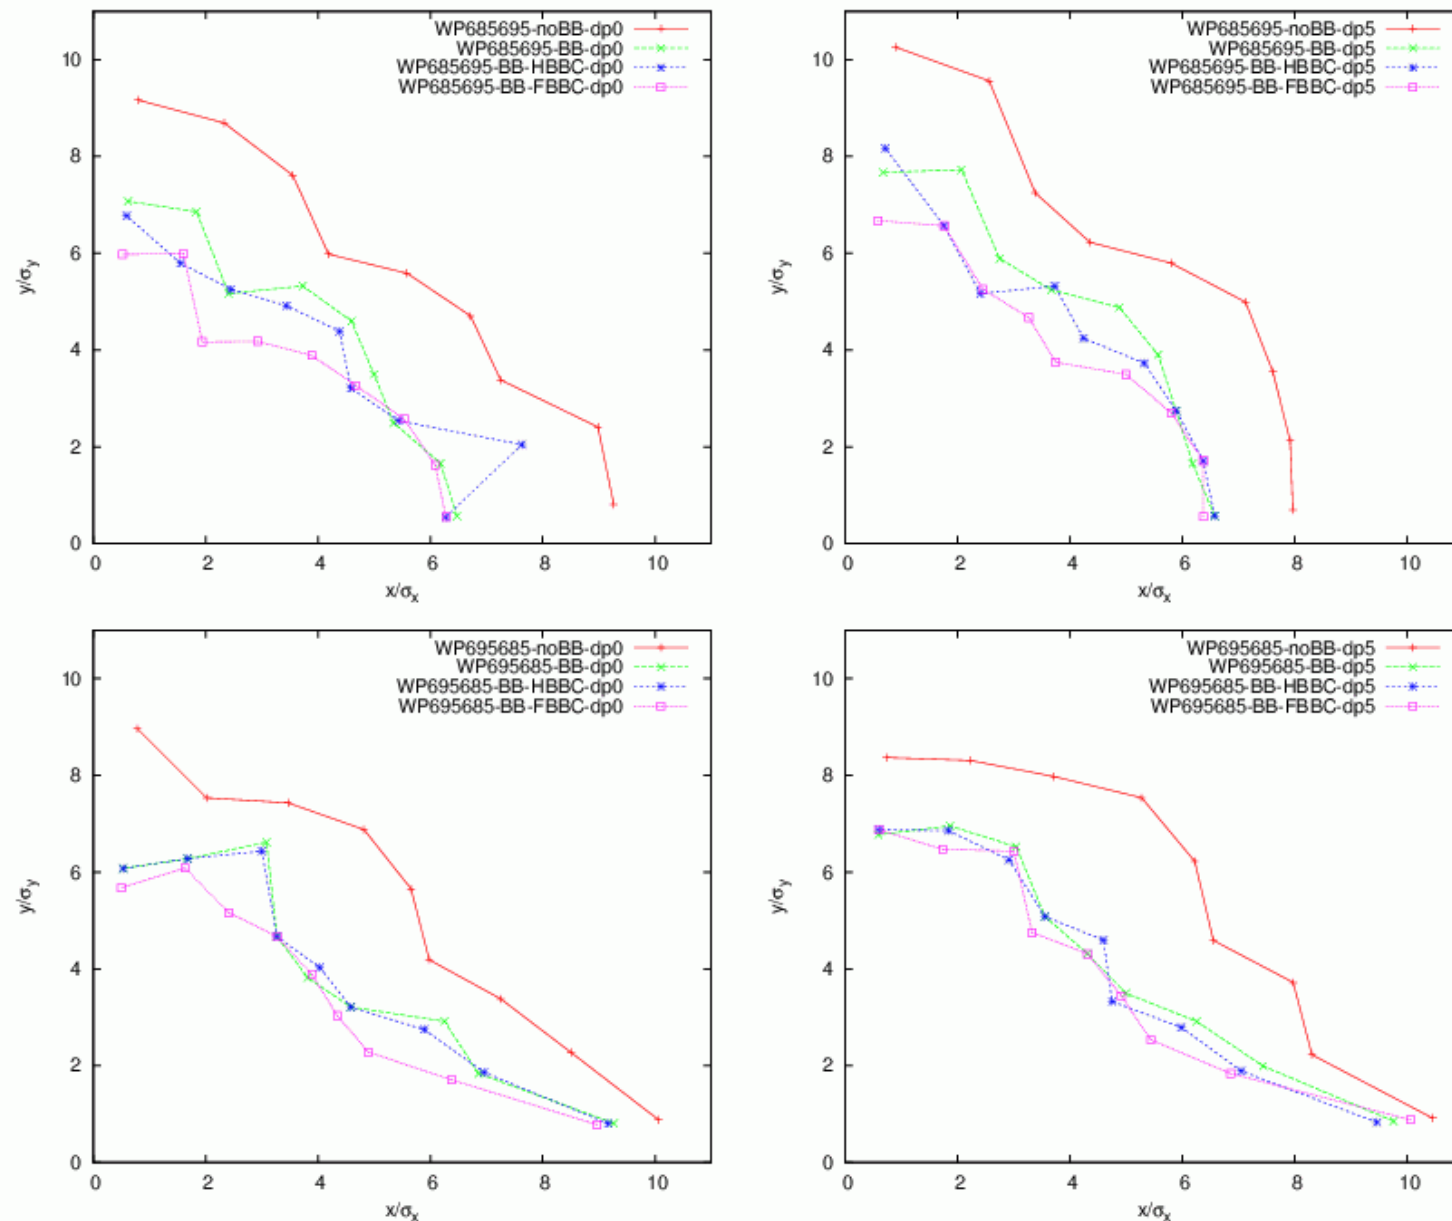 WP685695-noBB-dp0
WP685695-BB-dp0
WP685695-BB-HBBC-dp0
WP685695-BB-FBBC-dp0
10
8
6
4
2
0
y/σy
0 2 4 6 8 10
x/σx
WP685695-noBB-dp5
WP685695-BB-dp5
WP685695-BB-HBBC-dp5
WP685695-BB-FBBC-dp5
10
8
6
4
2
0
y/σy
0 2 4 6 8 10
x/σx
WP695685-noBB-dp0
WP695685-BB-dp0
WP695685-BB-HBBC-dp0
WP695685-BB-FBBC-dp0
10
8
6
4
2
0
y/σy
0 2 4 6 8 10
x/σx
WP695685-noBB-dp5
WP695685-BB-dp5
WP695685-BB-HBBC-dp5
WP695685-BB-FBBC-dp5
10
8
6
4
2
0
y/σy
0 2 4 6 8 10
x/σx